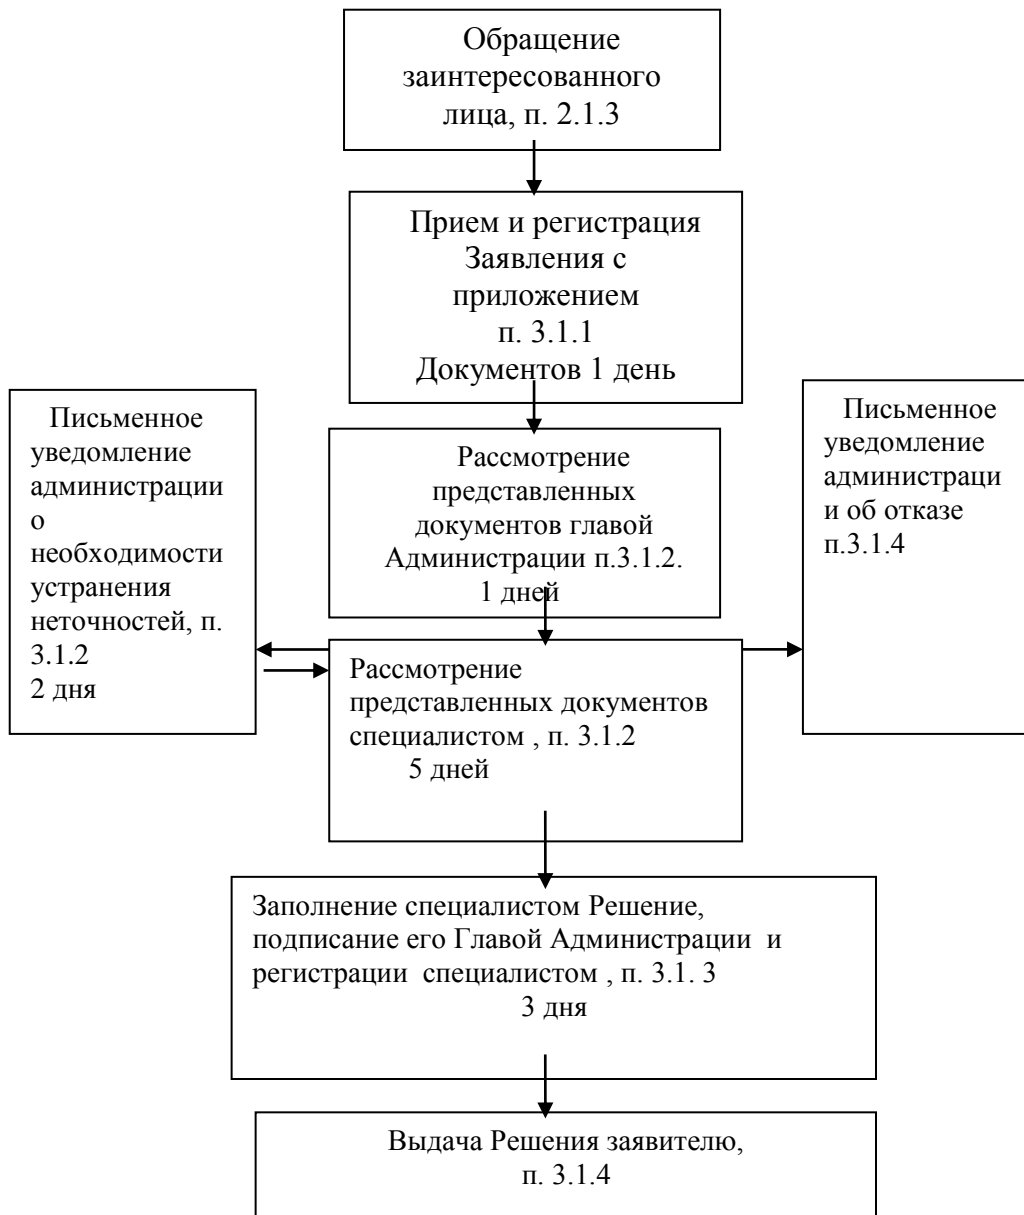 Обращение
заинтересованного
лица, п. 2.1.3
Прием и регистрация
Заявления с
приложением
п. 3.1.1
Документов 1 день
Письменное
уведомление
администрации
о
необходимости
устранения
неточностей, п.
3.1.2
2 дня
Рассмотрение
представленных
документов главой
Администрации п.3.1.2.
1 дней
Письменное
уведомление
администраци
и об отказе
п.3.1.4
Рассмотрение
представленных документов
специалистом , п. 3.1.2
5 дней
Заполнение специалистом Решение,
подписание его Главой Администрации и
регистрации специалистом , п. 3.1. 3
3 дня
Выдача Решения заявителю,
п. 3.1.4